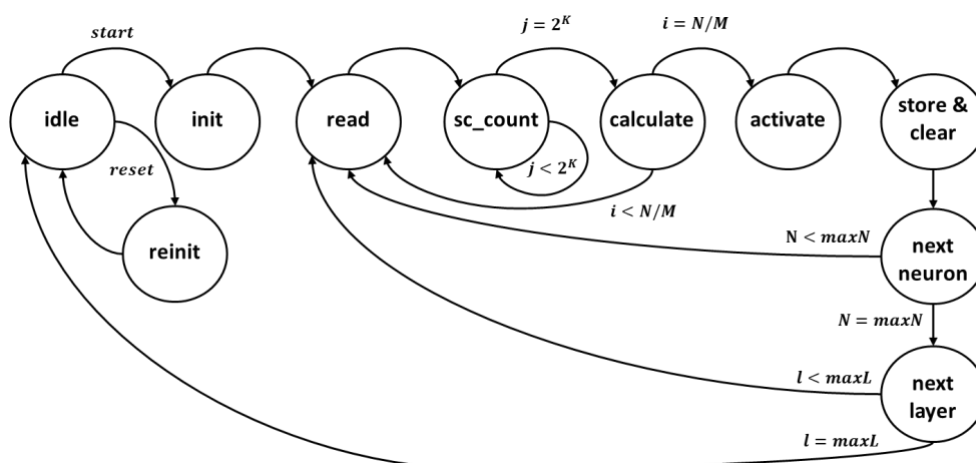 start
j = 2^K
i = N/M
idle
init
read
sc_count
calculate
activate
store &
clear
reset
j < 2^K
i < N/M
reinit
N < maxN
next
neuron
N = maxN
l < maxL
next
layer
l = maxL